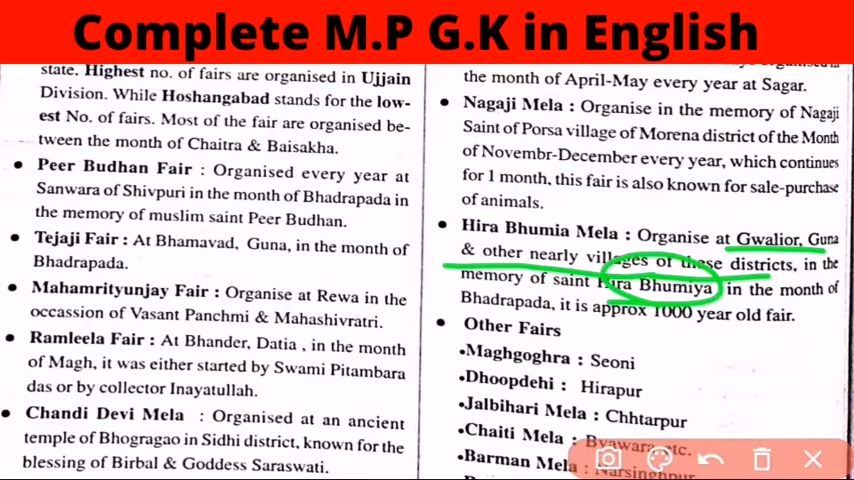 Complete M.P G.K in English
state. Highest no. of fairs are organised in Ujjain
Division. While Hoshangabad stands for the low-
est No. of fairs. Most of the fair are organised be-
tween the month of Chaitra & Baisakha.
• Peer Budhan Fair : Organised every year at
Sanwara of Shivpuri in the month of Bhadrapada in
the memory of muslim saint Peer Budhan.
• Tejaji Fair : At Bhamavad, Guna, in the month of
Bhadrapada.
• Mahamrityunjay Fair : Organise at Rewa in the
occassion of Vasant Panchmi & Mahashivratri.
• Ramleela Fair : At Bhander, Datia , in the month
of Magh, it was either started by Swami Pitambara
das or by collector Inayatullah.
• Chandi Devi Mela : Organised at an ancient
temple of Bhogragao in Sidhi district, known for the
blessing of Birbal & Goddess Saraswati.
the month of April-May every year at Sagar.
• Nagaji Mela : Organise in the memory of Nagaji
Saint of Porsa village of Morena district of the Month
of Novembr-December every year, which continues
for 1 month, this fair is also known for sale-purchase
of animals.
• Hira Bhumia Mela : Organise at Gwalior, Guna
& other nearly villages of these districts, in the
memory of saint Hira Bhumiya in the month of
Bhadrapada, it is approx 1000 year old fair.
• Other Fairs
•Maghgoghra : Seoni
•Dhoopdehi : Hirapur
•Jalbihari Mela : Chhtarpur
•Chaiti Mela : Byawara etc.
•Barman Mela : Narsinghpur